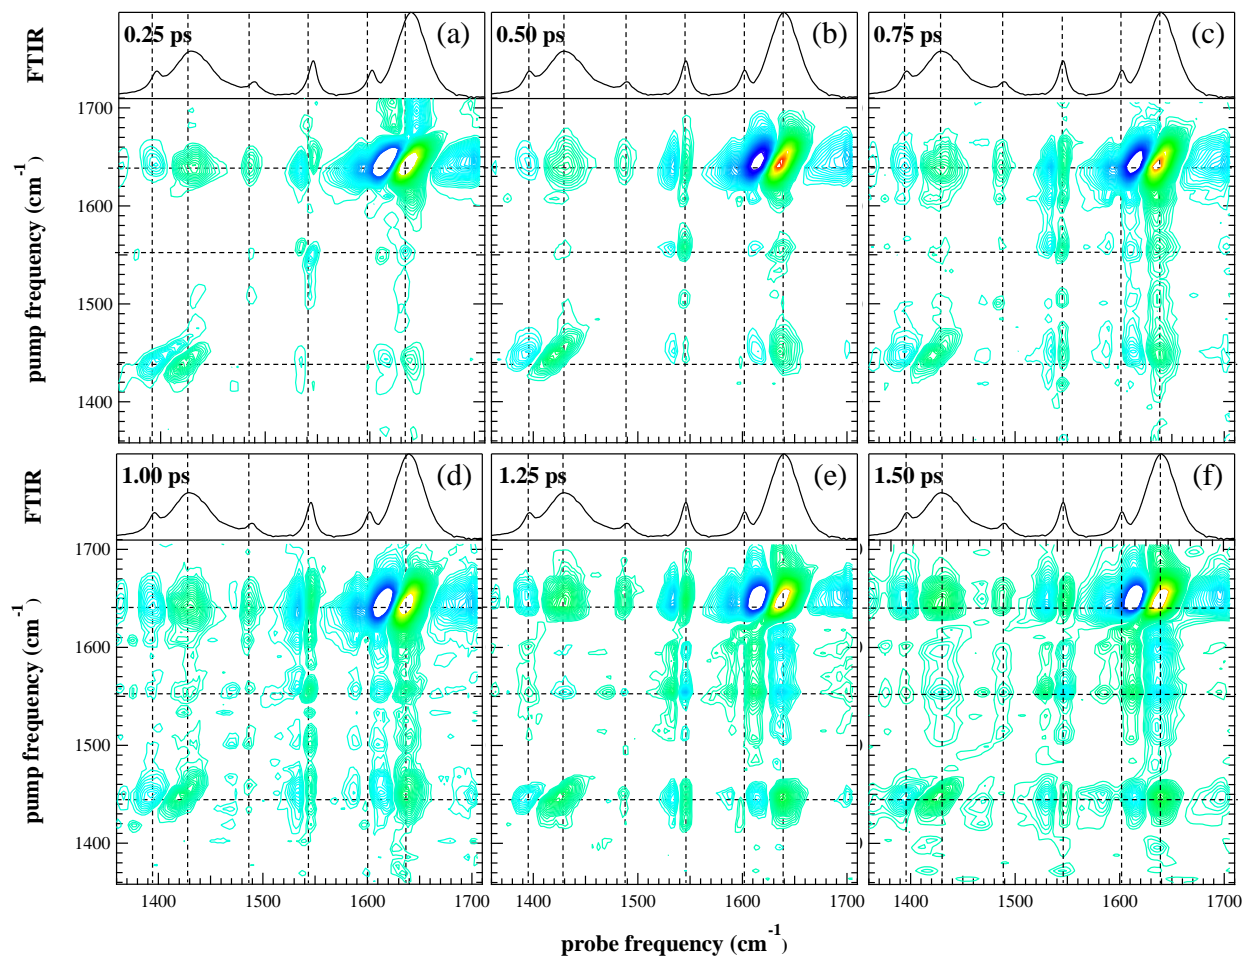 FTIR
0.25 ps (a)
0.50 ps (b)
0.75 ps (c)
pump frequency (cm-1)
1700
1600
1500
1400
FTIR
1.00 ps (d)
1.25 ps (e)
1.50 ps (f)
pump frequency (cm-1)
1700
1600
1500
1400
1400 1500 1600 1700
1400 1500 1600 1700
1400 1500 1600 1700
probe frequency (cm-1)